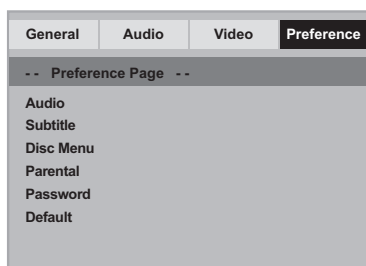 General Audio Video Preference
- - Preference Page - -
Audio
Subtitle
Disc Menu
Parental
Password
Default